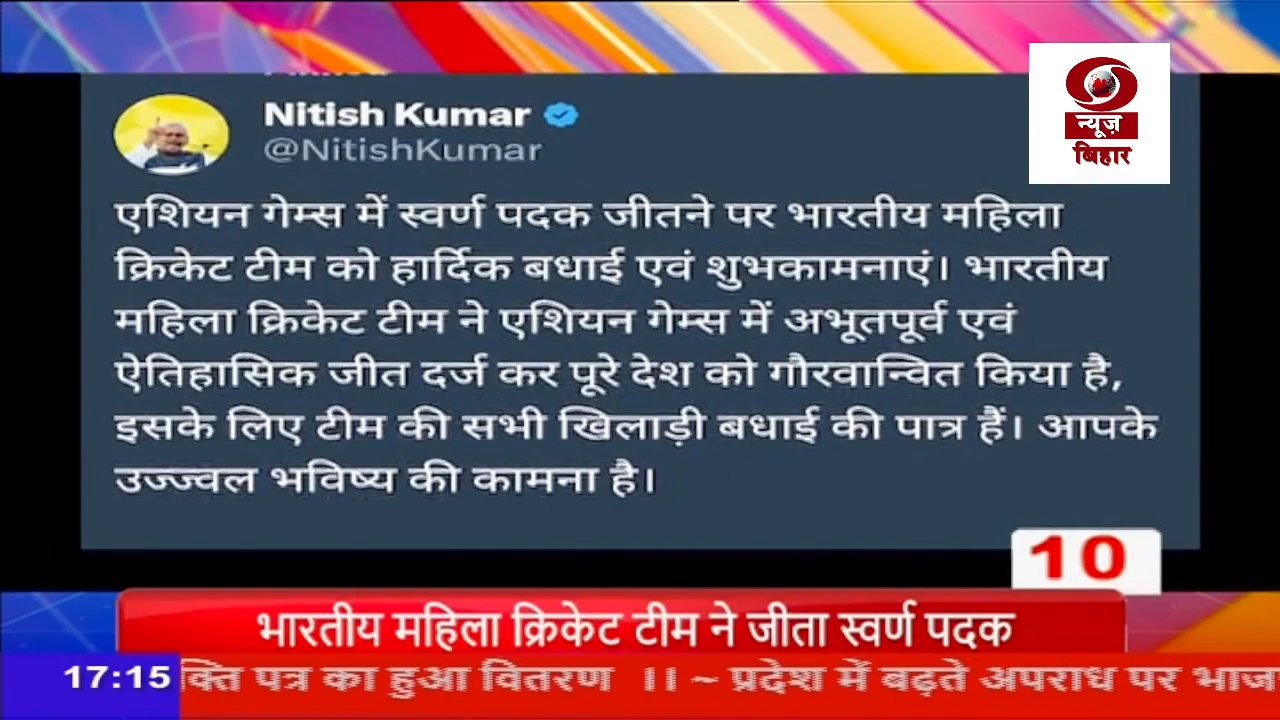 Nitish Kumar
@NitishKumar
न्यूज़
बिहार
एशियन गेम्स में स्वर्ण पदक जीतने पर भारतीय महिला
क्रिकेट टीम को हार्दिक बधाई एवं शुभकामनाएं। भारतीय
महिला क्रिकेट टीम ने एशियन गेम्स में अभूतपूर्व एवं
ऐतिहासिक जीत दर्ज कर पूरे देश को गौरवान्वित किया है,
इसके लिए टीम की सभी खिलाड़ी बधाई की पात्र हैं। आपके
उज्ज्वल भविष्य की कामना है।
10
भारतीय महिला क्रिकेट टीम ने जीता स्वर्ण पदक
17:15 क्ति पत्र का हुआ वितरण ।। ~ प्रदेश में बढ़ते अपराध पर